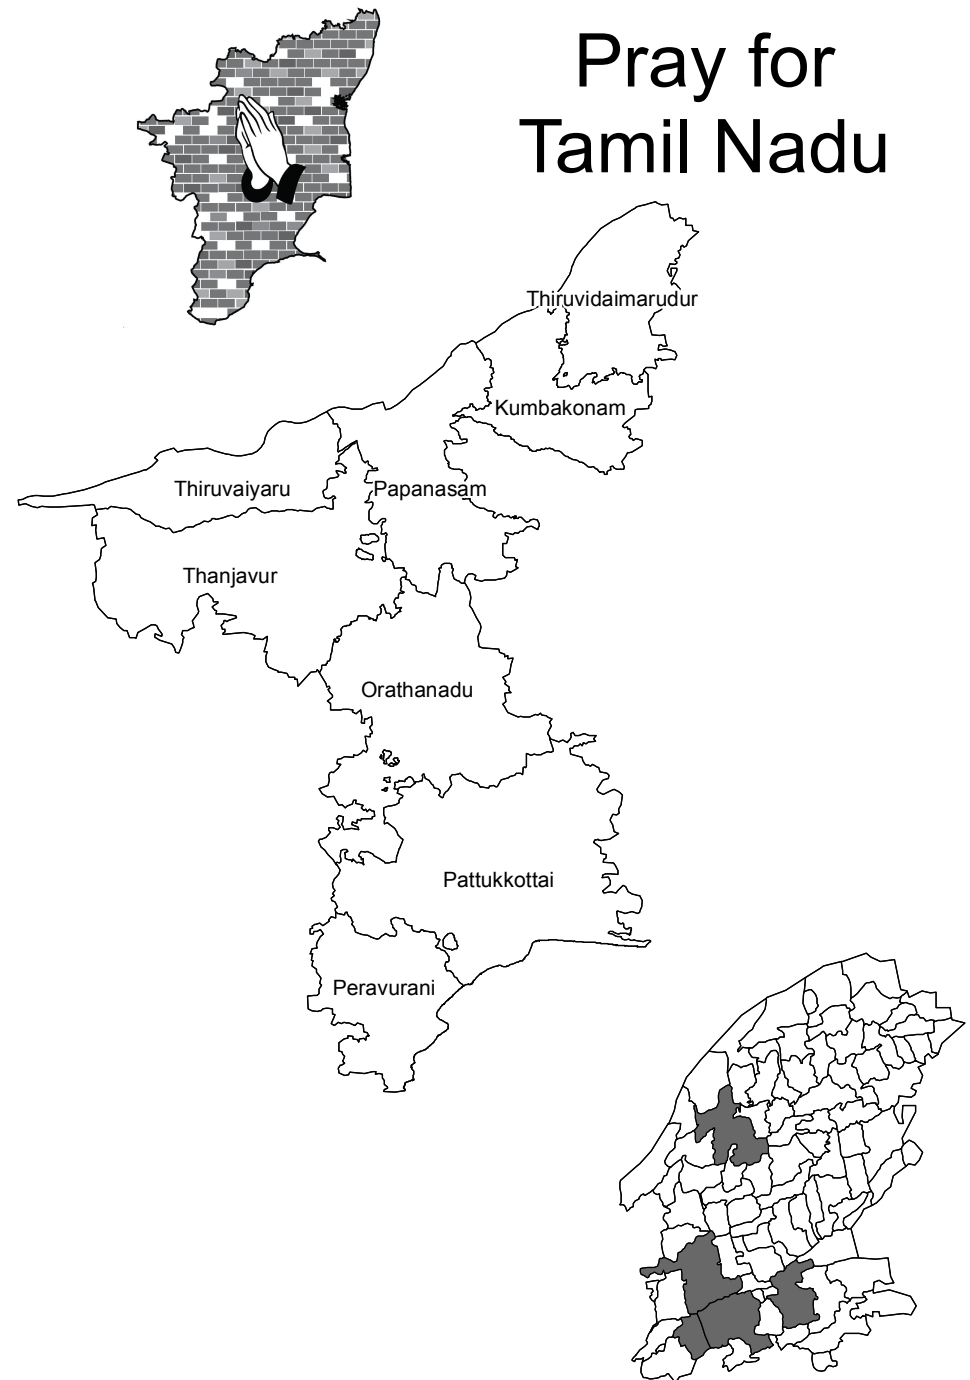 Pray for
Tamil Nadu
Thiruvidaimarudur
Kumbakonam
Thiruvaiyaru
Papanasam
Thanjavur
Orathanadu
Pattukkottai
Peravurani